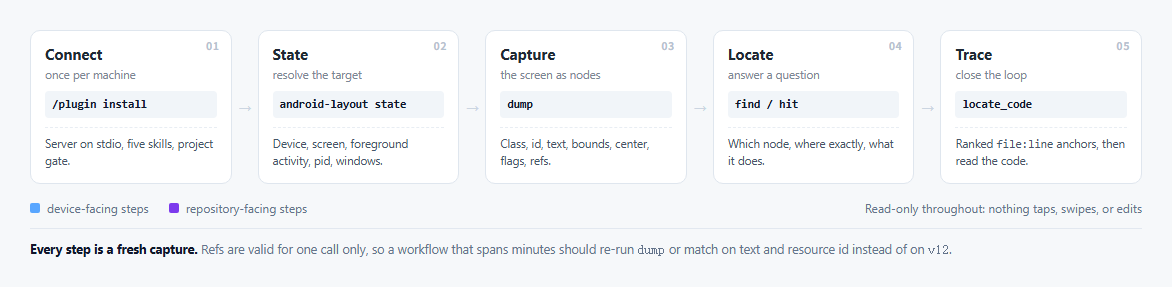 Connect
01
once per machine
/plugin install
Server on stdio, five skills, project
gate.
→
State
02
resolve the target
android-layout state
Device, screen, foreground
activity, pid, windows.
→
Capture
03
the screen as nodes
dump
Class, id, text, bounds, center,
flags, refs.
→
Locate
04
answer a question
find / hit
Which node, where exactly, what
it does.
→
Trace
05
close the loop
locate_code
Ranked file:line anchors, then
read the code.
device-facing steps
repository-facing steps
Read-only throughout: nothing taps, swipes, or edits
Every step is a fresh capture. Refs are valid for one call only, so a workflow that spans minutes should re-run dump or match on text and resource id instead of on v12.